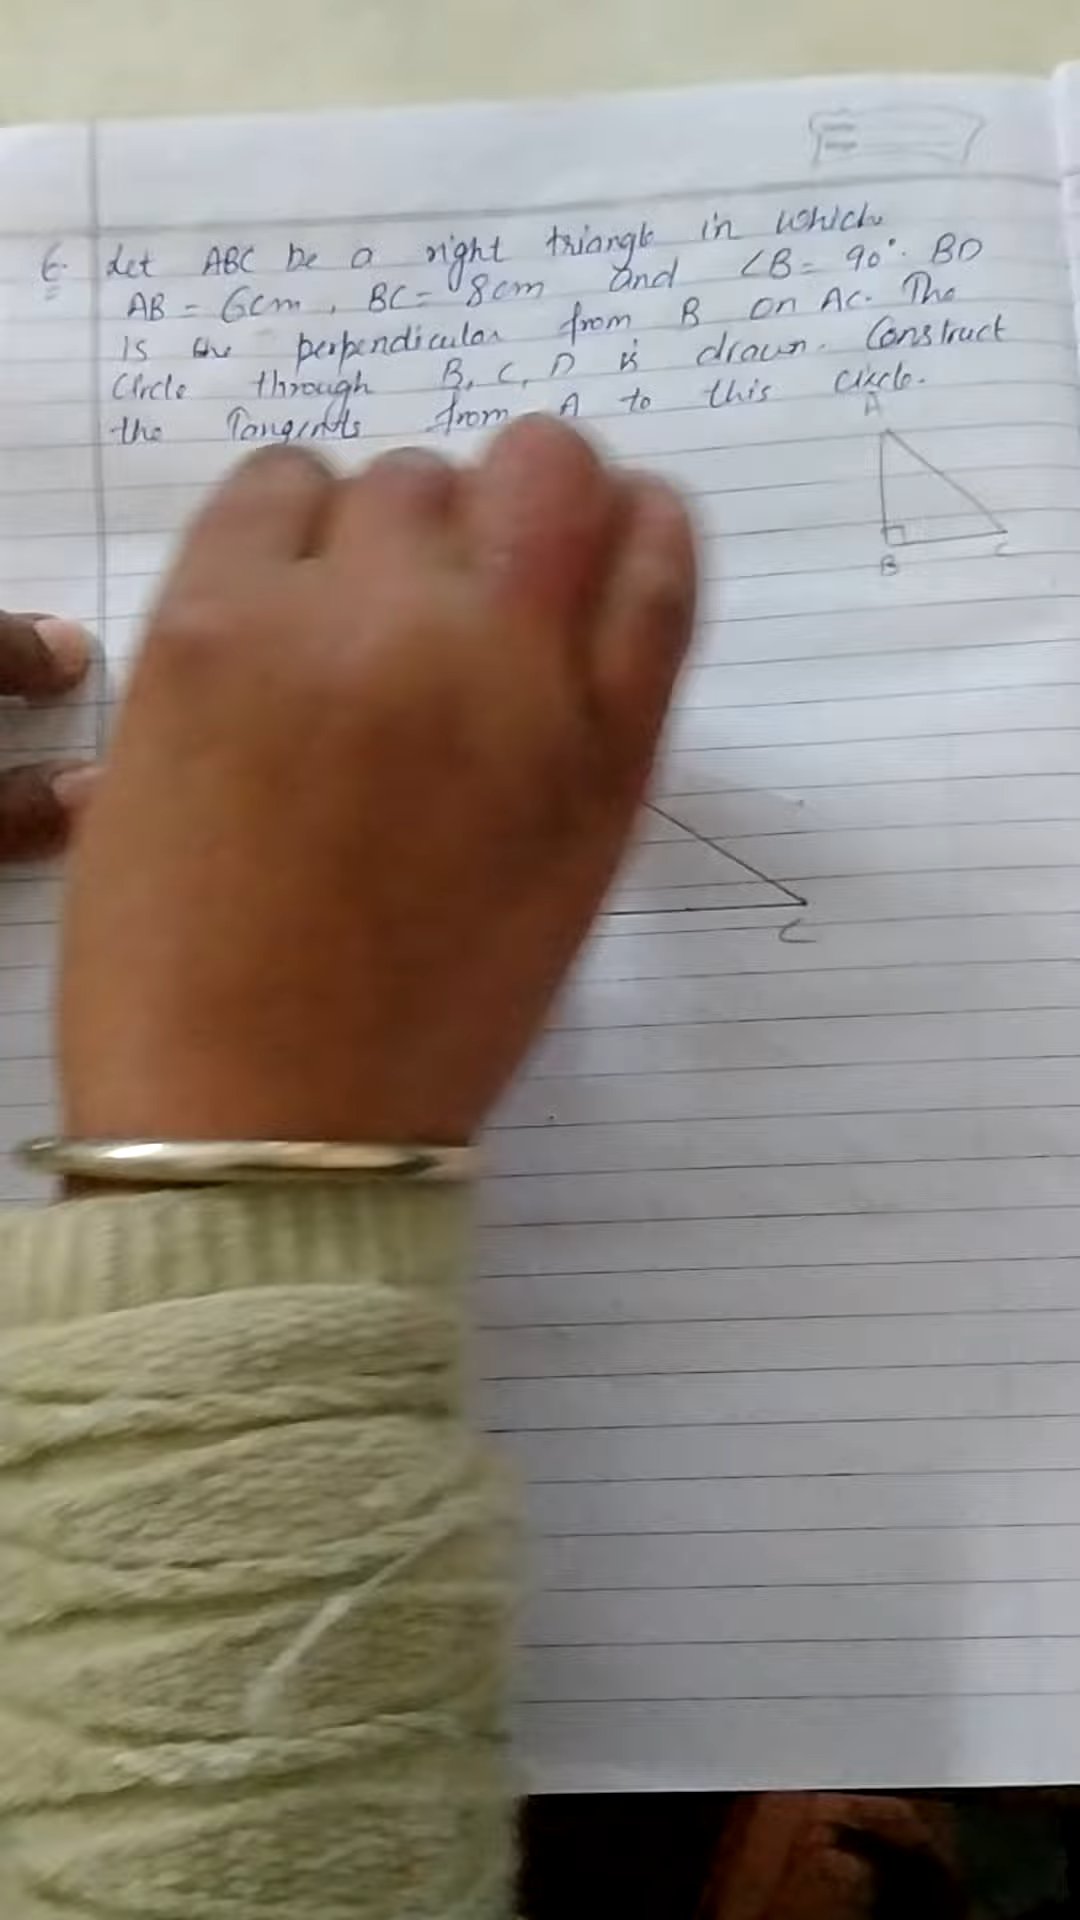 6. Let ABC be a right triangle in which
AB = 6cm, BC = 8cm and ∠B = 90°. BD
is the perpendicular from B on AC. The
circle through B, C, D is drawn. Construct
the Tangents from A to this circle.
A
B
C
C